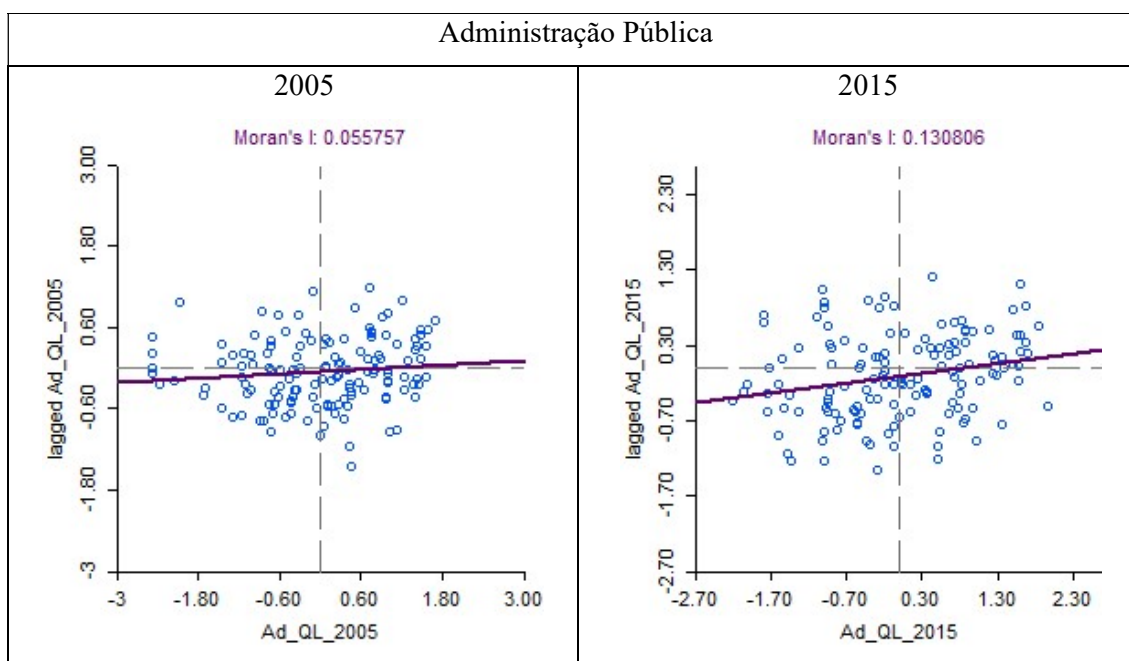 Administração Pública
2005
Moran's I: 0.055757
3.00
1.80
0.60
-0.60
-1.80
-3
lagged Ad_QL_2005
-3 -1.80 -0.60 0.60 1.80 3.00
Ad_QL_2005
2015
Moran's I: 0.130806
2.30
1.30
0.30
-0.70
-1.70
-2.70
lagged Ad_QL_2015
-2.70 -1.70 -0.70 0.30 1.30 2.30
Ad_QL_2015